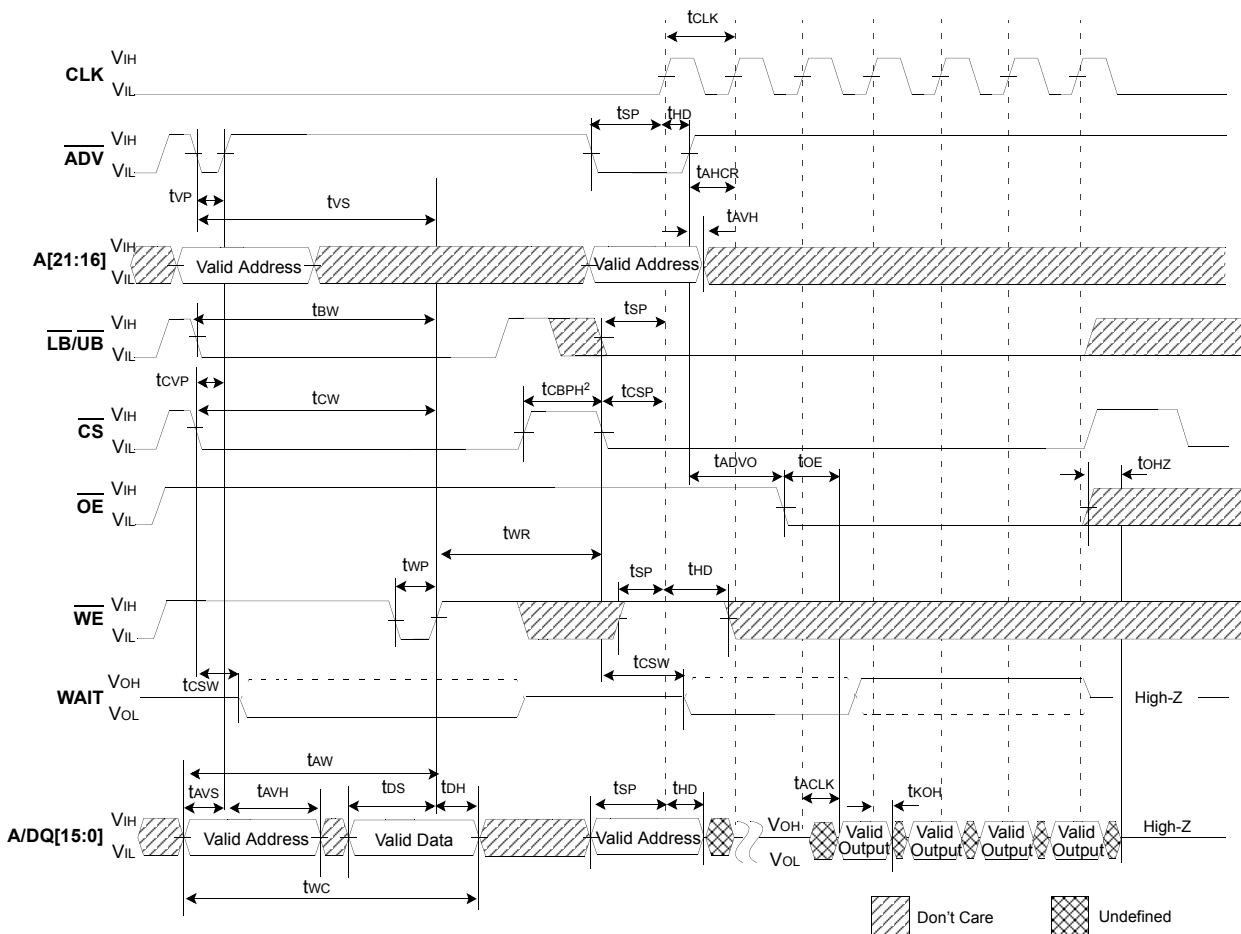 tCLK
CLK VIH
VIL
tSP tHD
ADV VIH
VIL
tAHCR
tVP tVS
tAVH
A[21:16] VIH
VIL
Valid Address Valid Address
tBW tSP
LB/UB VIH
VIL
tCVP tCW tCBPH2 tCSP
CS VIH
VIL
tADVO tOE tOHZ
OE VIH
VIL
tWR
tWP tSP tHD
WE VIH
VIL
tCSW tCSW
WAIT VOH
VOL
High-Z
tAW
tAVS tAVH tDS tDH tSP tHD tACLK tKOH
A/DQ[15:0] VIH
VIL
Valid Address Valid Data Valid Address
VOH
VOL
Valid Output Valid Output Valid Output Valid Output
High-Z
tWC
Don't Care Undefined